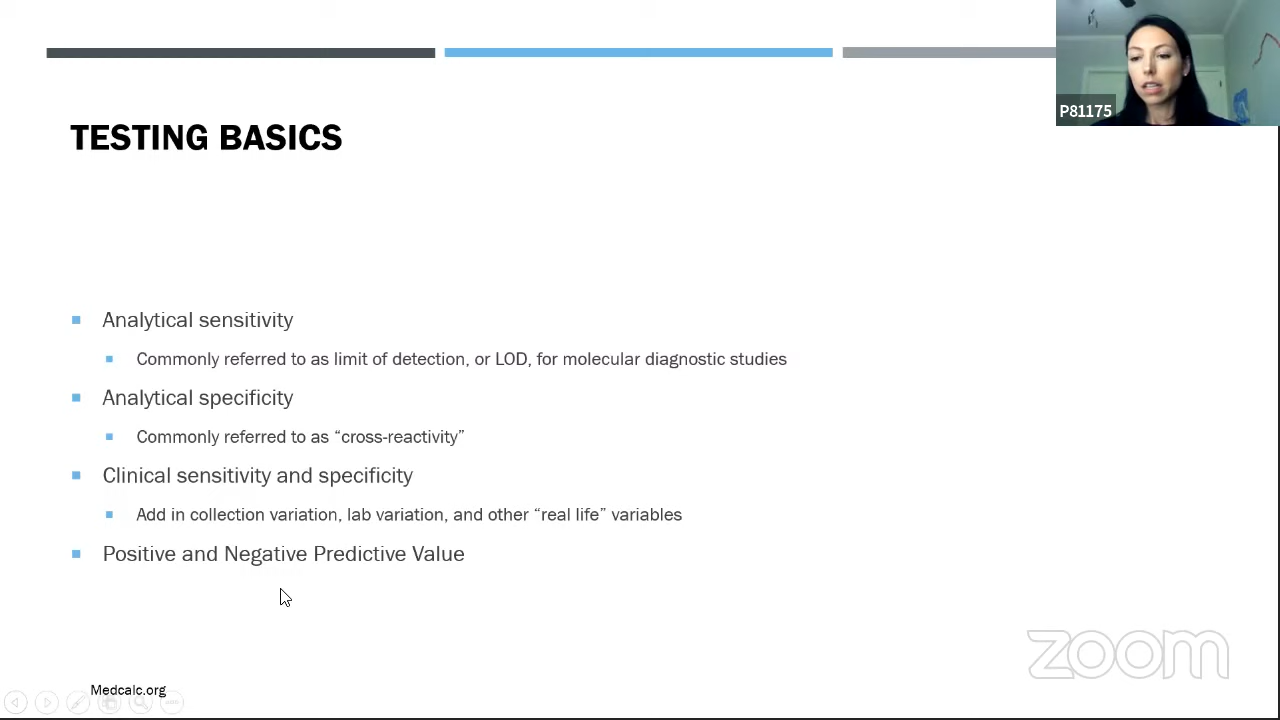 P81175
TESTING BASICS
Analytical sensitivity
Commonly referred to as limit of detection, or LOD, for molecular diagnostic studies
Analytical specificity
Commonly referred to as “cross-reactivity”
Clinical sensitivity and specificity
Add in collection variation, lab variation, and other “real life” variables
Positive and Negative Predictive Value
zoom
Medcalc.org